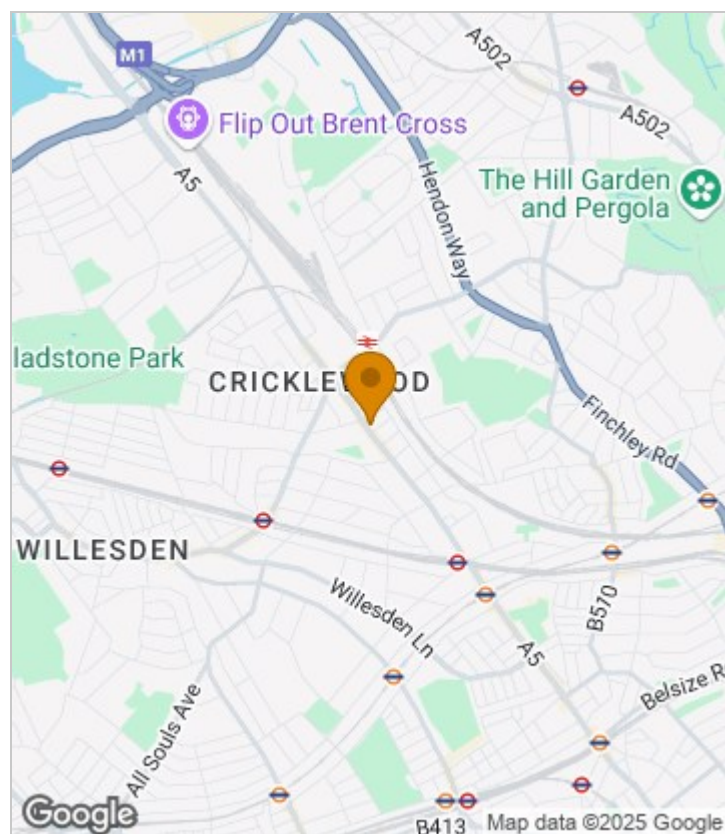 M1
A502
A502
Flip Out Brent Cross
A5
Hendon Way
The Hill Garden
and Pergola
ladstone Park
CRICKLEW OD
Finchley Rd
WILLESDEN
Willesden Ln
B510
A5
Belsize R
All Souls Ave
Google
B413
Map data ©2025 Google